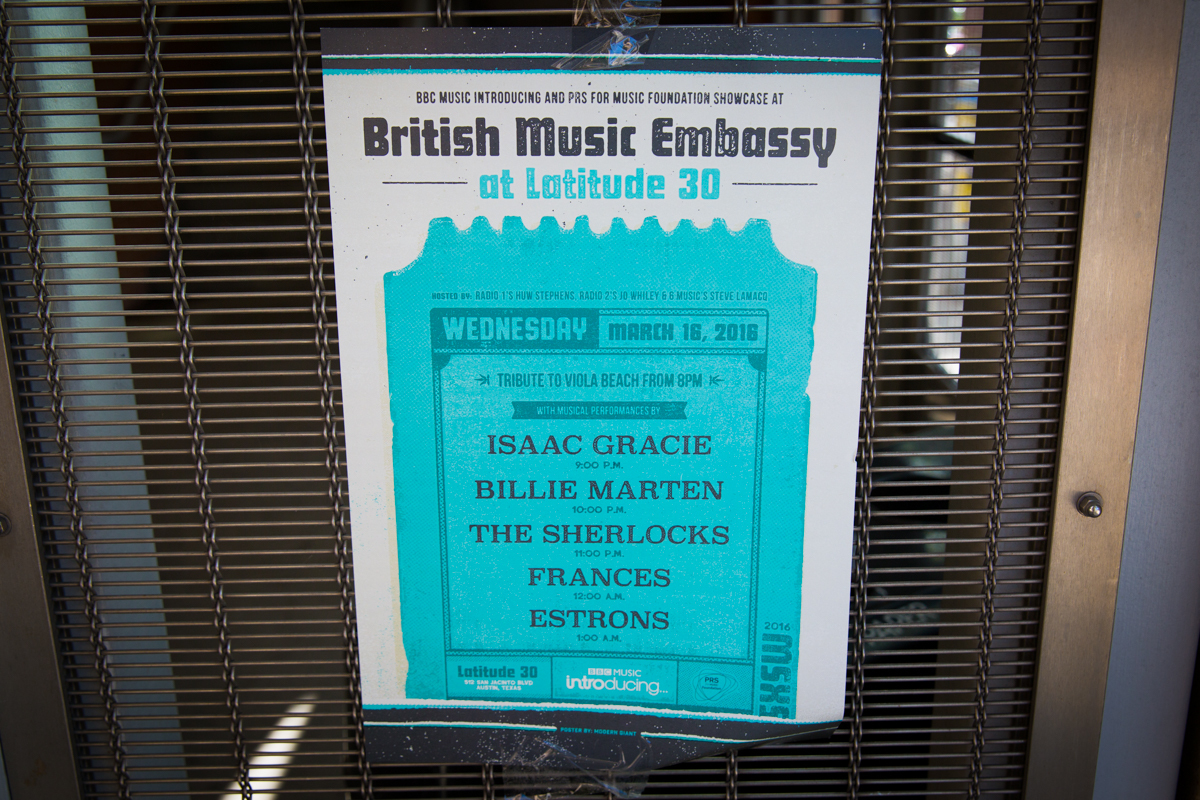 BBC MUSIC INTRODUCING AND PRS FOR MUSIC FOUNDATION SHOWCASE AT
British Music Embassy
at Latitude 30
HOSTED BY: RADIO 1'S HUW STEPHENS, RADIO 2'S JO WHILEY & 6 MUSIC'S STEVE LAMACQ
WEDNESDAY MARCH 16, 2016
TRIBUTE TO VIOLA BEACH FROM 8PM
WITH MUSICAL PERFORMANCES BY
ISAAC GRACIE
9:00 P.M.
BILLIE MARTEN
10:00 P.M.
THE SHERLOCKS
11:00 P.M.
FRANCES
12:00 A.M.
ESTRONS
1:00 A.M.
2016
SXSW
Latitude 30
512 SAN JACINTO BLVD
AUSTIN, TEXAS
BBC MUSIC
introducing...
PRS
POSTER BY: MODERN GIANT